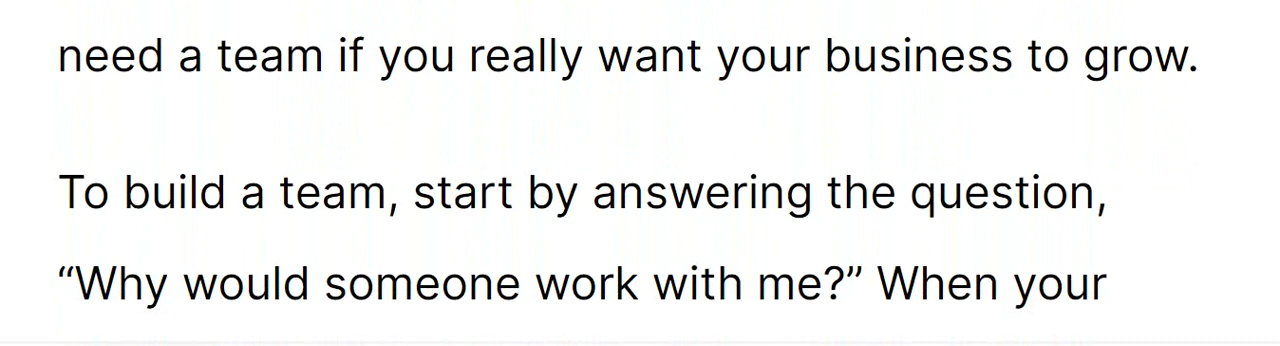 need a team if you really want your business to grow.
To build a team, start by answering the question,
“Why would someone work with me?” When your